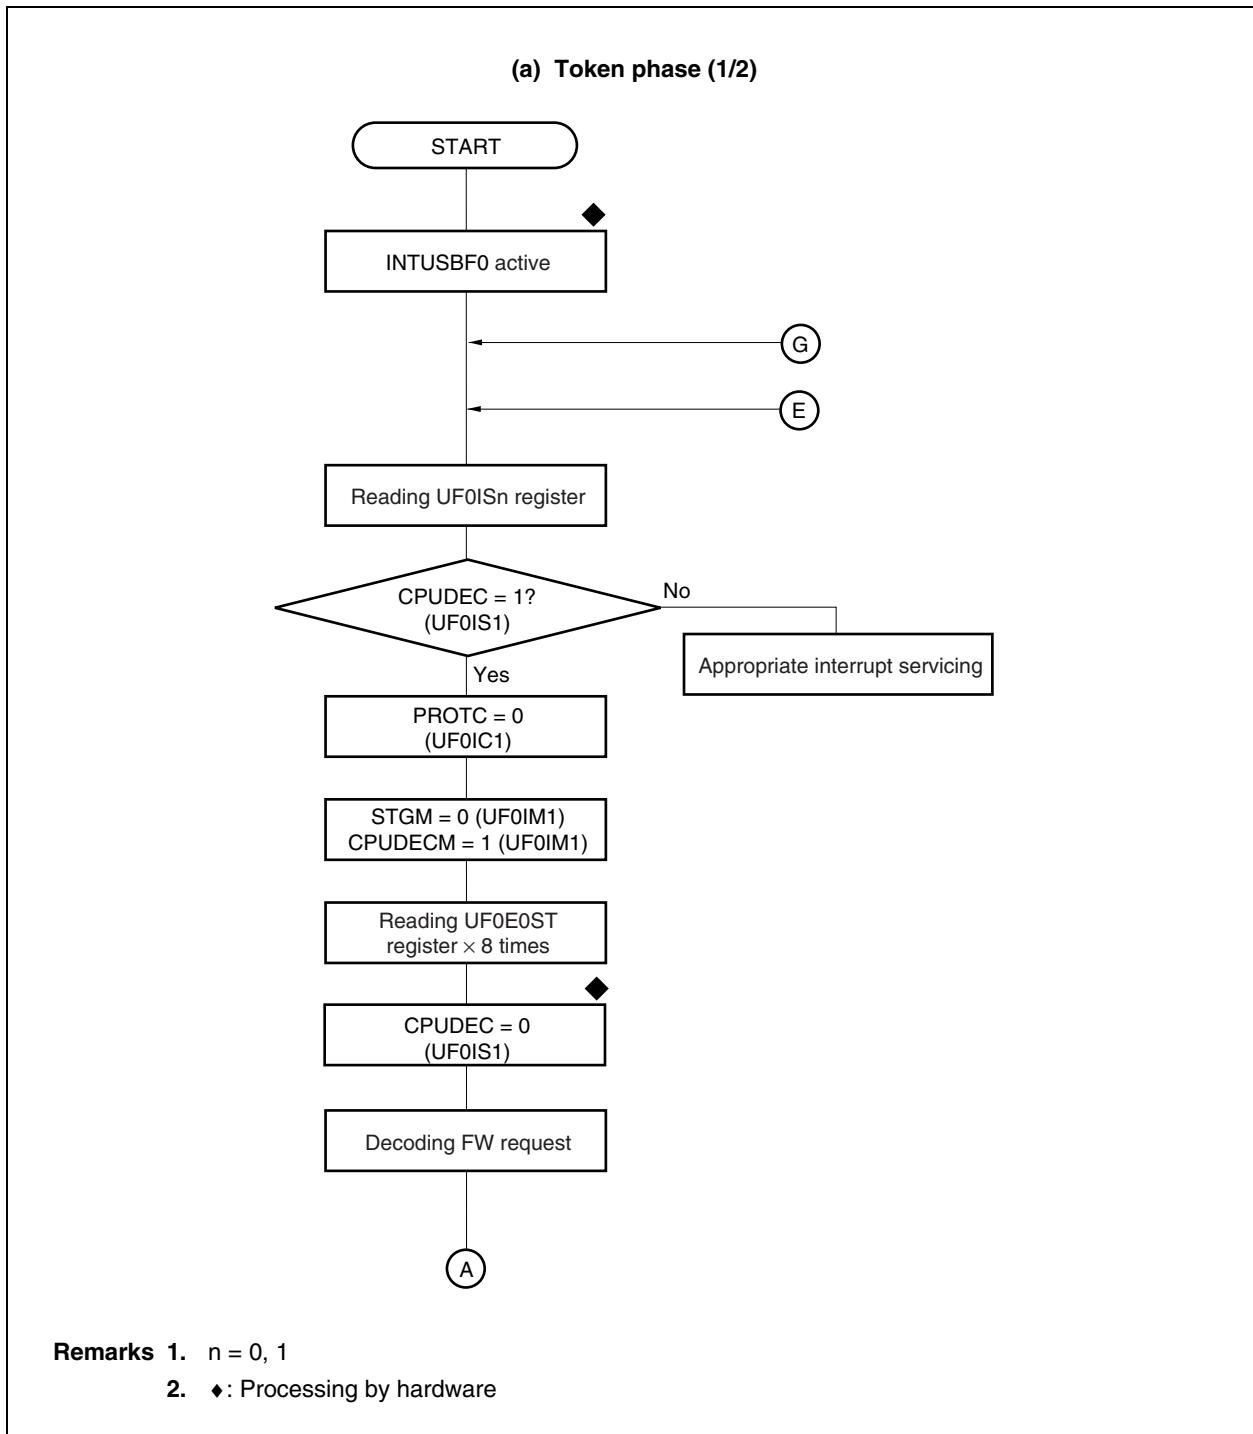 (a) Token phase (1/2)
START
◆
INTUSBF0 active
G
E
Reading UF0ISn register
CPUDEC = 1?
(UF0IS1)
No
Appropriate interrupt servicing
Yes
PROTC = 0
(UF0IC1)
STGM = 0 (UF0IM1)
CPUDECM = 1 (UF0IM1)
Reading UF0E0ST
register × 8 times
◆
CPUDEC = 0
(UF0IS1)
Decoding FW request
A
Remarks 1. n = 0, 1
2. ♦: Processing by hardware